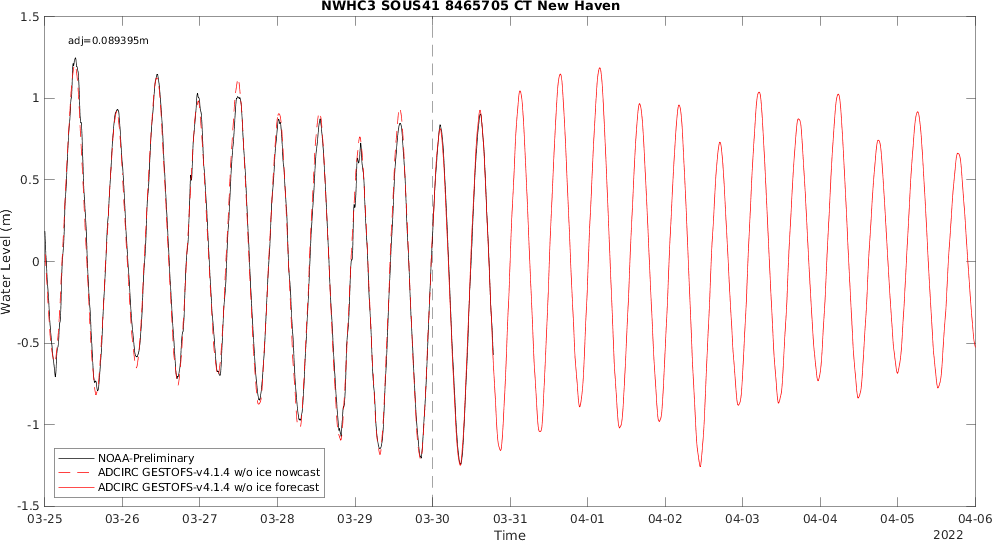 NWHC3 SOUS41 8465705 CT New Haven
1.5
adj=0.089395m
1
0.5
0
-0.5
-1
-1.5
Water Level (m)
NOAA-Preliminary
ADCIRC GESTOFS-v4.1.4 w/o ice nowcast
ADCIRC GESTOFS-v4.1.4 w/o ice forecast
03-25 03-26 03-27 03-28 03-29 03-30 03-31 04-01 04-02 04-03 04-04 04-05 04-06
Time
2022